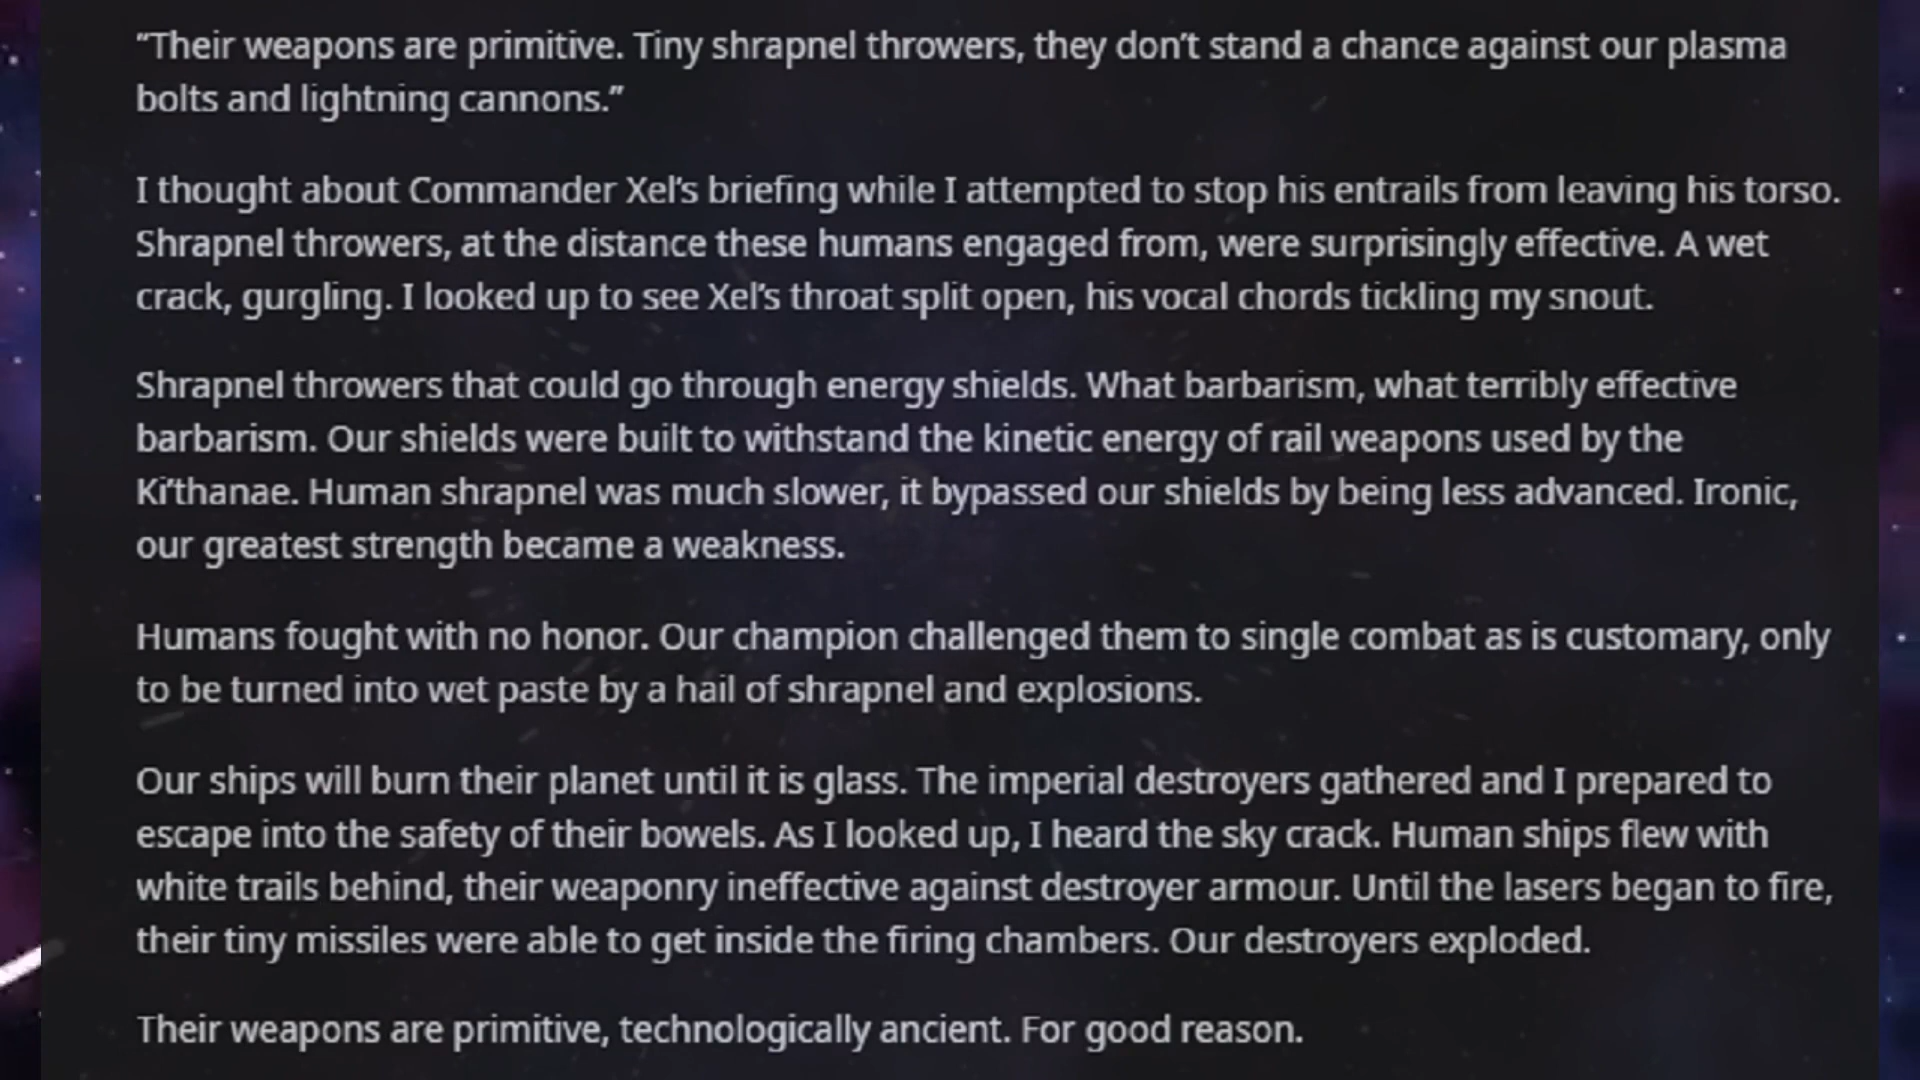 “Their weapons are primitive. Tiny shrapnel throwers, they don’t stand a chance against our plasma
bolts and lightning cannons.”
I thought about Commander Xel’s briefing while I attempted to stop his entrails from leaving his torso.
Shrapnel throwers, at the distance these humans engaged from, were surprisingly effective. A wet
crack, gurgling. I looked up to see Xel’s throat split open, his vocal chords tickling my snout.
Shrapnel throwers that could go through energy shields. What barbarism, what terribly effective
barbarism. Our shields were built to withstand the kinetic energy of rail weapons used by the
Ki’thanae. Human shrapnel was much slower, it bypassed our shields by being less advanced. Ironic,
our greatest strength became a weakness.
Humans fought with no honor. Our champion challenged them to single combat as is customary, only
to be turned into wet paste by a hail of shrapnel and explosions.
Our ships will burn their planet until it is glass. The imperial destroyers gathered and I prepared to
escape into the safety of their bowels. As I looked up, I heard the sky crack. Human ships flew with
white trails behind, their weaponry ineffective against destroyer armour. Until the lasers began to fire,
their tiny missiles were able to get inside the firing chambers. Our destroyers exploded.
Their weapons are primitive, technologically ancient. For good reason.